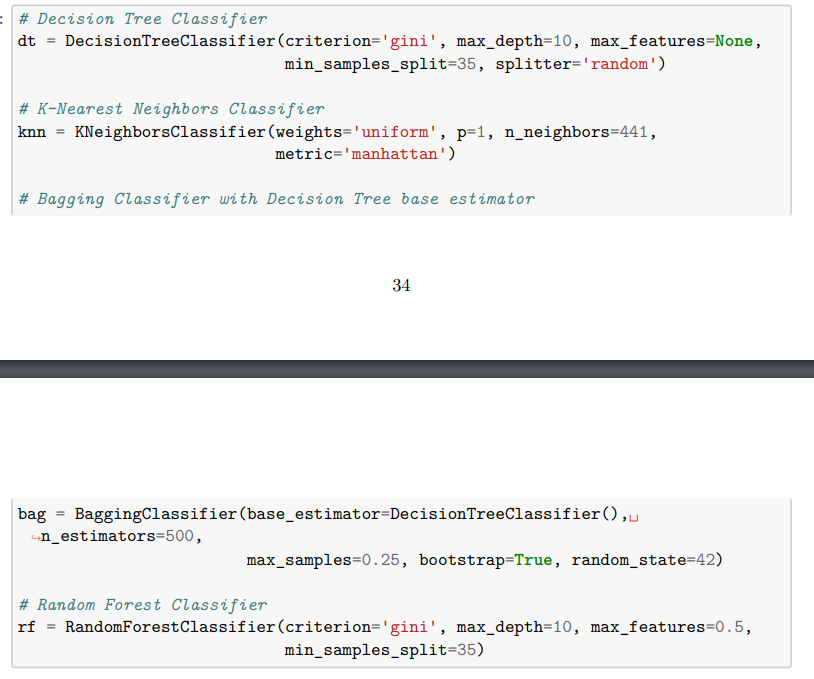 :
# Decision Tree Classifier
dt = DecisionTreeClassifier(criterion='gini', max_depth=10, max_features=None,
                            min_samples_split=35, splitter='random')
# K-Nearest Neighbors Classifier
knn = KNeighborsClassifier(weights='uniform', p=1, n_neighbors=441,
                           metric='manhattan')
# Bagging Classifier with Decision Tree base estimator
34
bag = BaggingClassifier(base_estimator=DecisionTreeClassifier(),␣
↪n_estimators=500,
                        max_samples=0.25, bootstrap=True, random_state=42)
# Random Forest Classifier
rf = RandomForestClassifier(criterion='gini', max_depth=10, max_features=0.5,
                            min_samples_split=35)